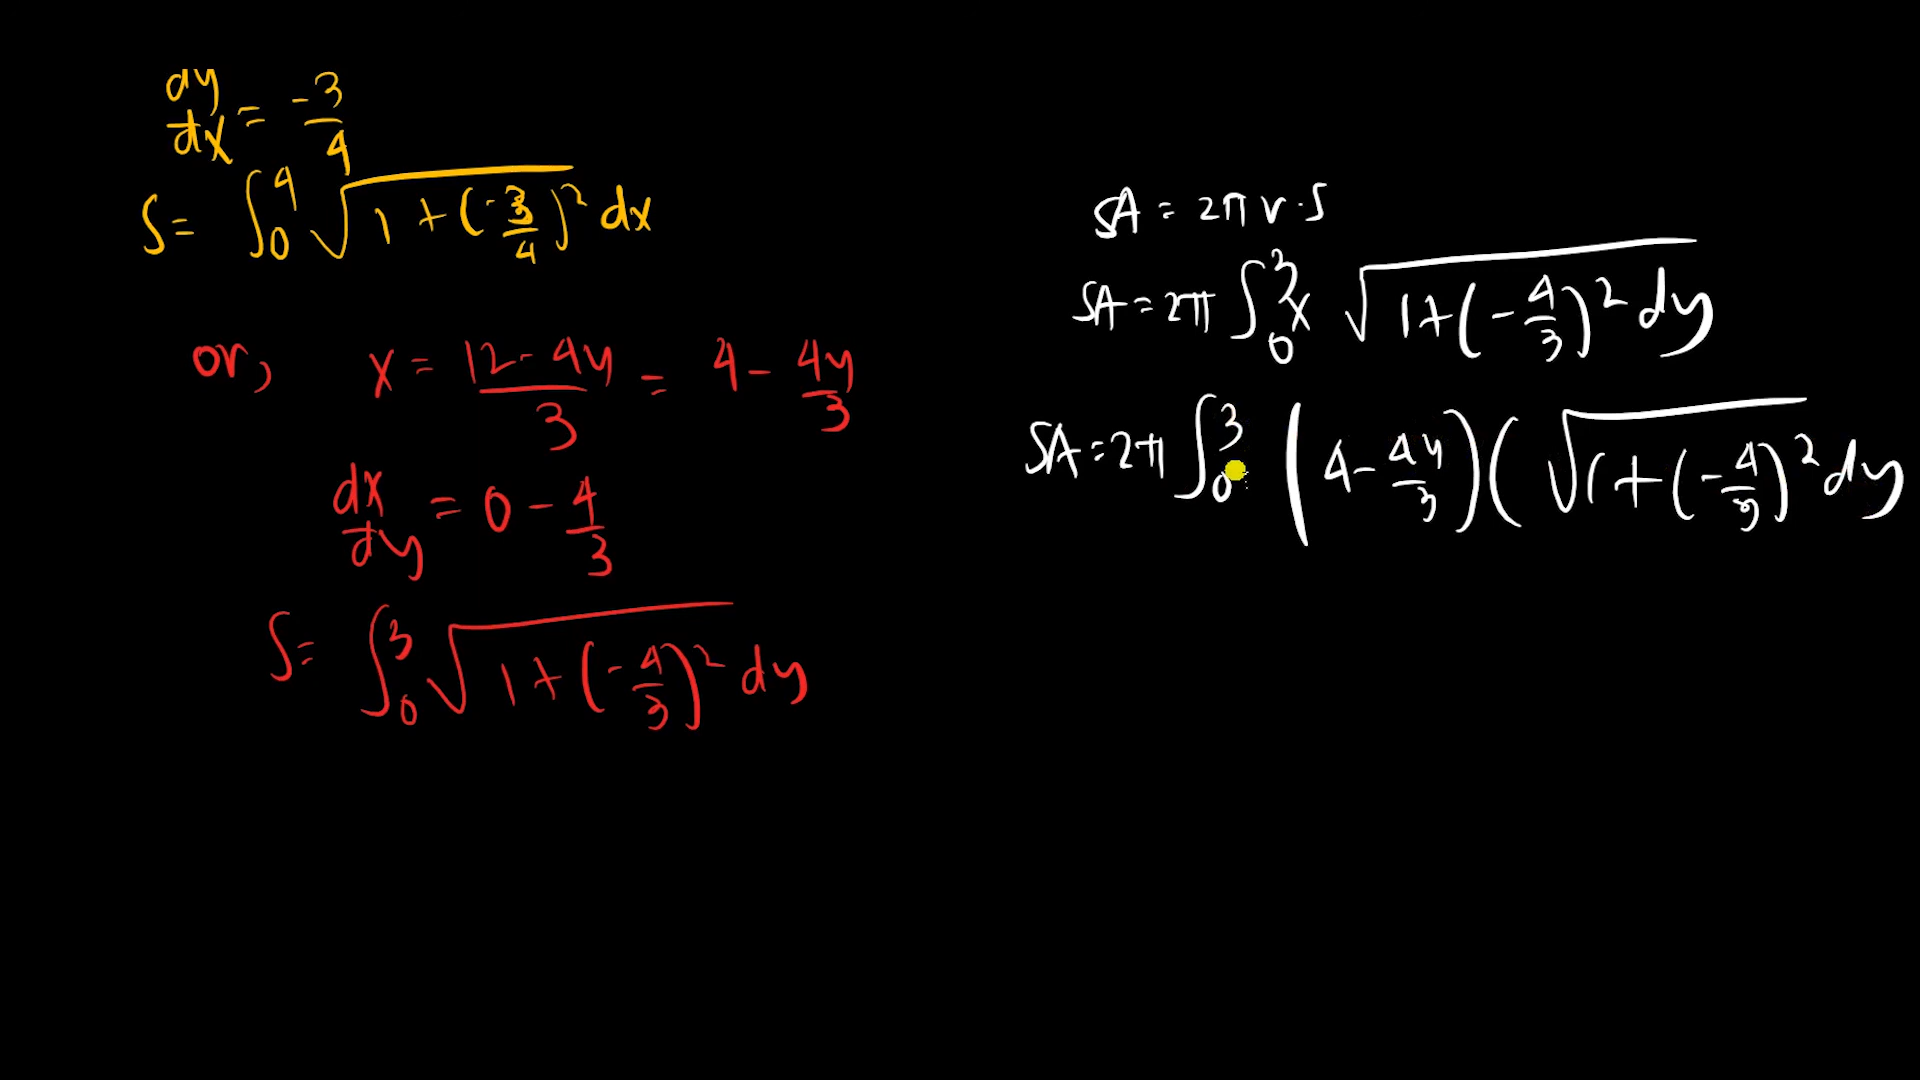 dy/dx = -3/4
S = ∫₀⁴ √(1 + (-3/4)²) dx
or, x = (12 - 4y)/3 = 4 - 4y/3
dx/dy = 0 - 4/3
S = ∫₀³ √(1 + (-4/3)²) dy
SA = 2πr·S
SA = 2π ∫₀³ x √(1 + (-4/3)²) dy
SA = 2π ∫₀³ (4 - 4y/3)(√(1 + (-4/3)²) dy